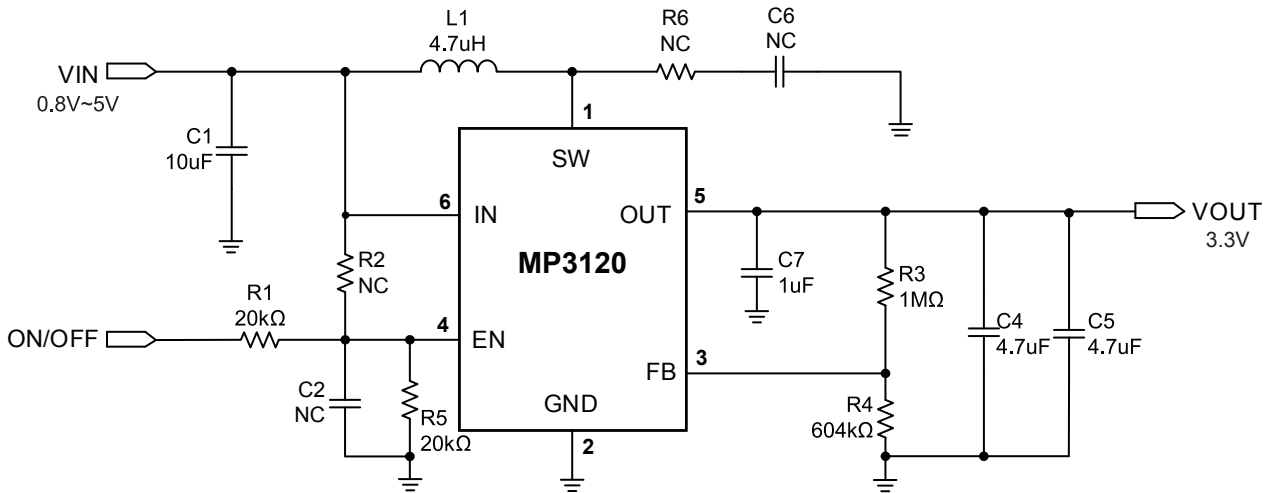 L1
4.7uH
R6
NC
C6
NC
VIN
0.8V~5V
C1
10uF
1
SW
6
IN
OUT
5
VOUT
3.3V
MP3120
R2
NC
C7
1uF
R3
1MΩ
R1
20kΩ
ON/OFF
4
EN
C4
4.7uF
C5
4.7uF
FB
3
C2
NC
R5
20kΩ
GND
2
R4
604kΩ